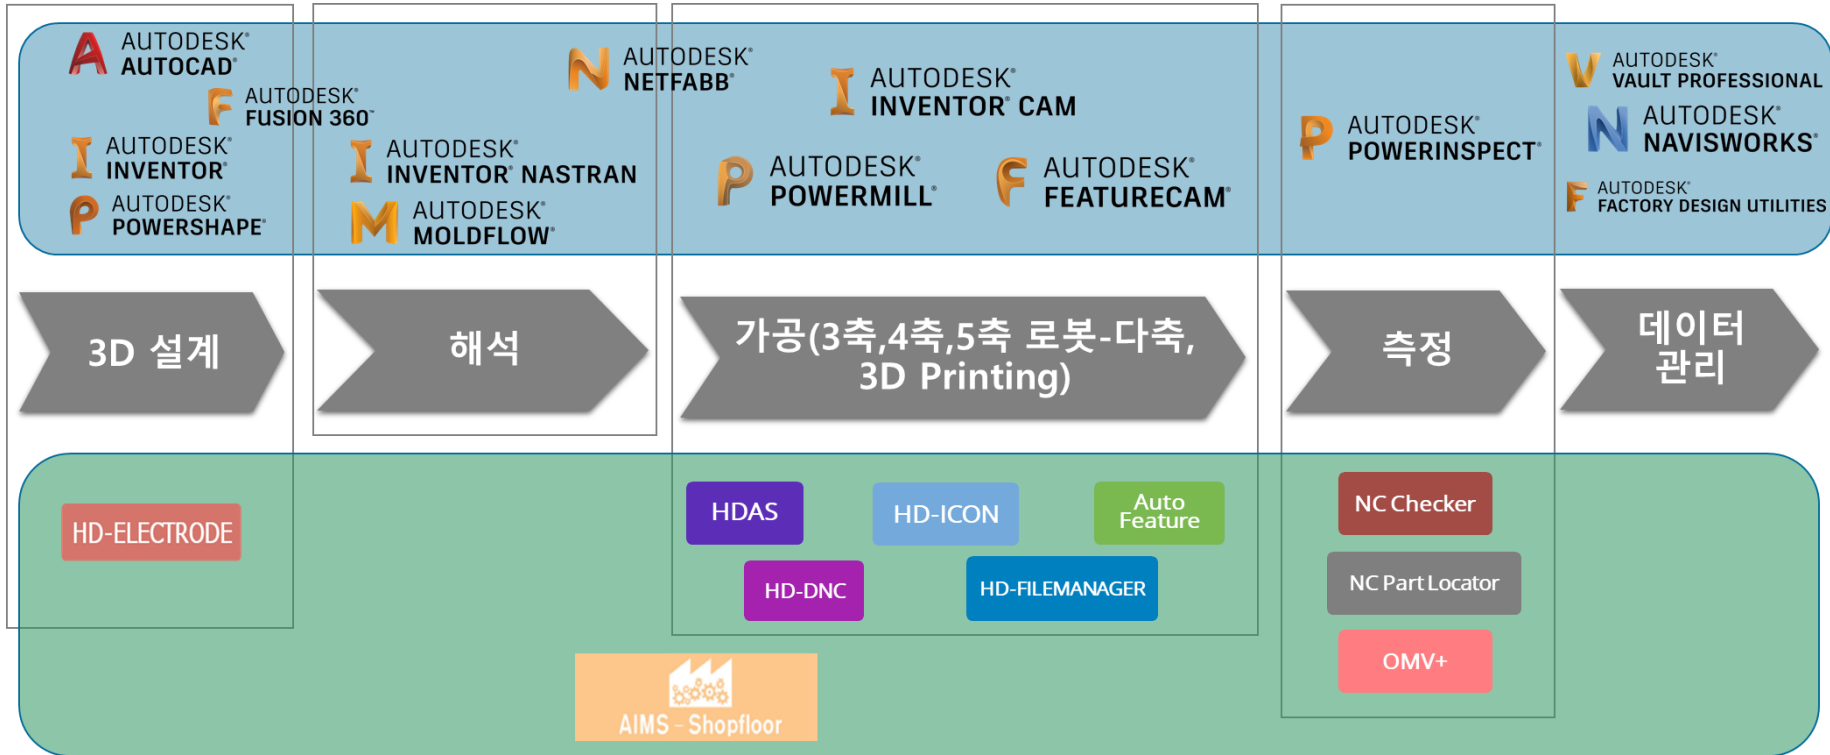 AUTODESK®
AUTOCAD®
AUTODESK®
FUSION 360™
AUTODESK®
INVENTOR®
AUTODESK®
POWERSHAPE®
AUTODESK®
NETFABB®
AUTODESK®
INVENTOR® NASTRAN
AUTODESK®
MOLDFLOW®
AUTODESK®
INVENTOR® CAM
AUTODESK®
POWERMILL®
AUTODESK®
FEATURECAM®
AUTODESK®
POWERINSPECT®
AUTODESK®
VAULT PROFESSIONAL
AUTODESK®
NAVISWORKS®
AUTODESK®
FACTORY DESIGN UTILITIES
3D 설계
해석
가공(3축,4축,5축 로봇-다축,
3D Printing)
측정
데이터
관리
HD-ELECTRODE
HDAS
HD-ICON
Auto
Feature
HD-DNC
HD-FILEMANAGER
NC Checker
NC Part Locator
OMV+
AIMS - Shopfloor